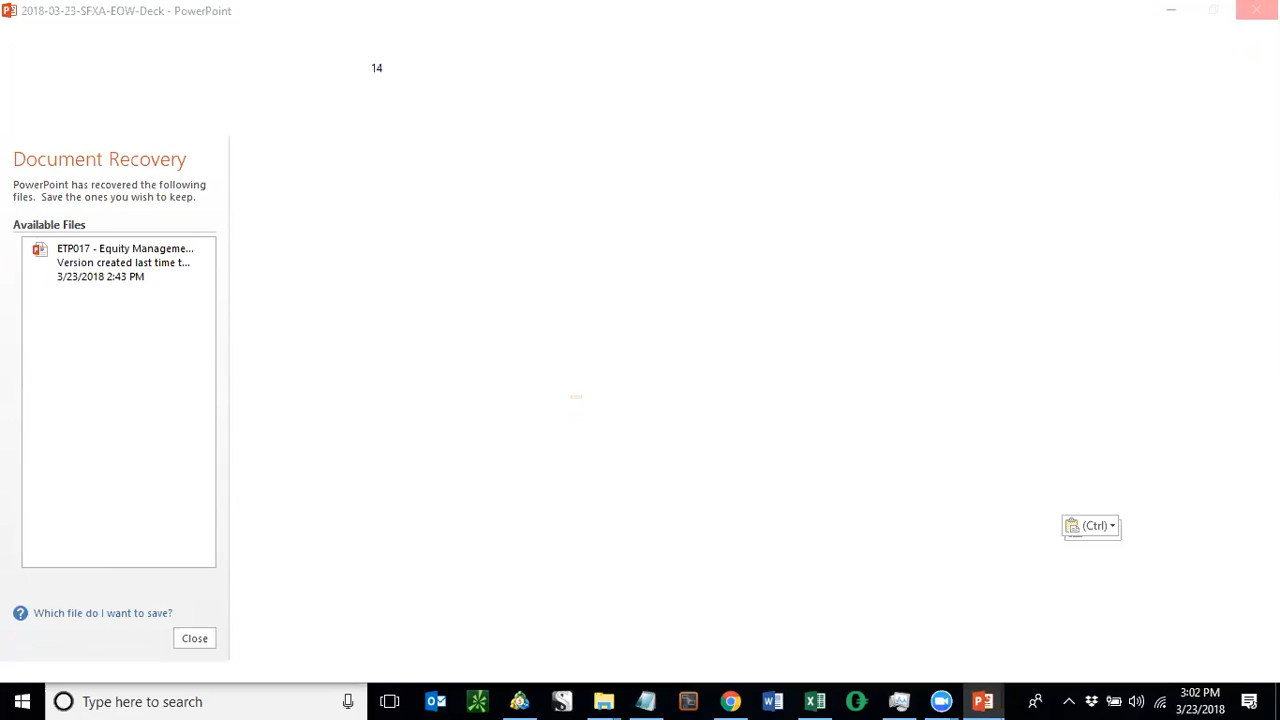 2018-03-23-SFXA-EOW-Deck - PowerPoint
14
Document Recovery
PowerPoint has recovered the following
files. Save the ones you wish to keep.
Available Files
ETP017 - Equity Manageme...
Version created last time t...
3/23/2018 2:43 PM
(Ctrl)
Which file do I want to save?
Close
Type here to search
3:02 PM
3/23/2018